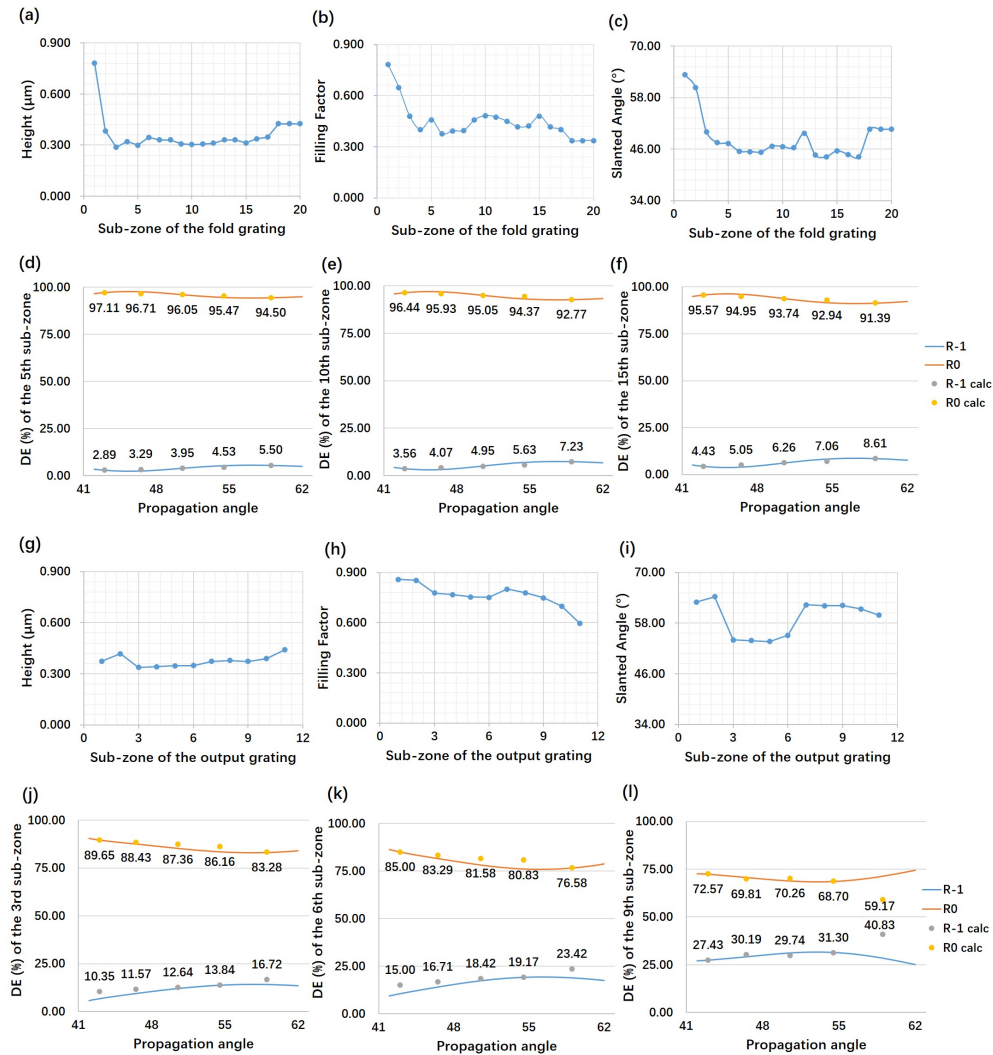 (a)
Height (μm)
0.900
0.600
0.300
0.000
0 5 10 15 20
Sub-zone of the fold grating
(b)
Filling Factor
0.900
0.600
0.300
0.000
0 5 10 15 20
Sub-zone of the fold grating
(c)
Slanted Angle (°)
70.00
58.00
46.00
34.00
0 5 10 15 20
Sub-zone of the fold grating
(d)
DE (%) of the 5th sub-zone
100.00
97.11 96.71 96.05 95.47 94.50
75.00
50.00
25.00
2.89 3.29 3.95 4.53 5.50
0.00
41 48 55 62
Propagation angle
(e)
DE (%) of the 10th sub-zone
100.00
96.44 95.93 95.05 94.37 92.77
75.00
50.00
25.00
3.56 4.07 4.95 5.63 7.23
0.00
41 48 55 62
Propagation angle
(f)
DE (%) of the 15th sub-zone
100.00
95.57 94.95 93.74 92.94 91.39
75.00
50.00
25.00
4.43 5.05 6.26 7.06 8.61
0.00
41 48 55 62
Propagation angle
R-1
R0
R-1 calc
R0 calc
(g)
Height (μm)
0.900
0.600
0.300
0.000
0 3 6 9 12
Sub-zone of the output grating
(h)
Filling Factor
0.900
0.600
0.300
0.000
0 3 6 9 12
Sub-zone of the output grating
(i)
Slanted Angle (°)
70.00
58.00
46.00
34.00
0 3 6 9 12
Sub-zone of the output grating
(j)
DE (%) of the 3rd sub-zone
100.00
89.65 88.43 87.36 86.16 83.28
75.00
50.00
25.00
10.35 11.57 12.64 13.84 16.72
0.00
41 48 55 62
Propagation angle
(k)
DE (%) of the 6th sub-zone
100.00
85.00 83.29 81.58 80.83 76.58
75.00
50.00
25.00
15.00 16.71 18.42 19.17 23.42
0.00
41 48 55 62
Propagation angle
(l)
DE (%) of the 9th sub-zone
100.00
75.00
72.57 69.81 70.26 68.70 59.17
50.00
27.43 30.19 29.74 31.30 40.83
25.00
0.00
41 48 55 62
Propagation angle
R-1
R0
R-1 calc
R0 calc